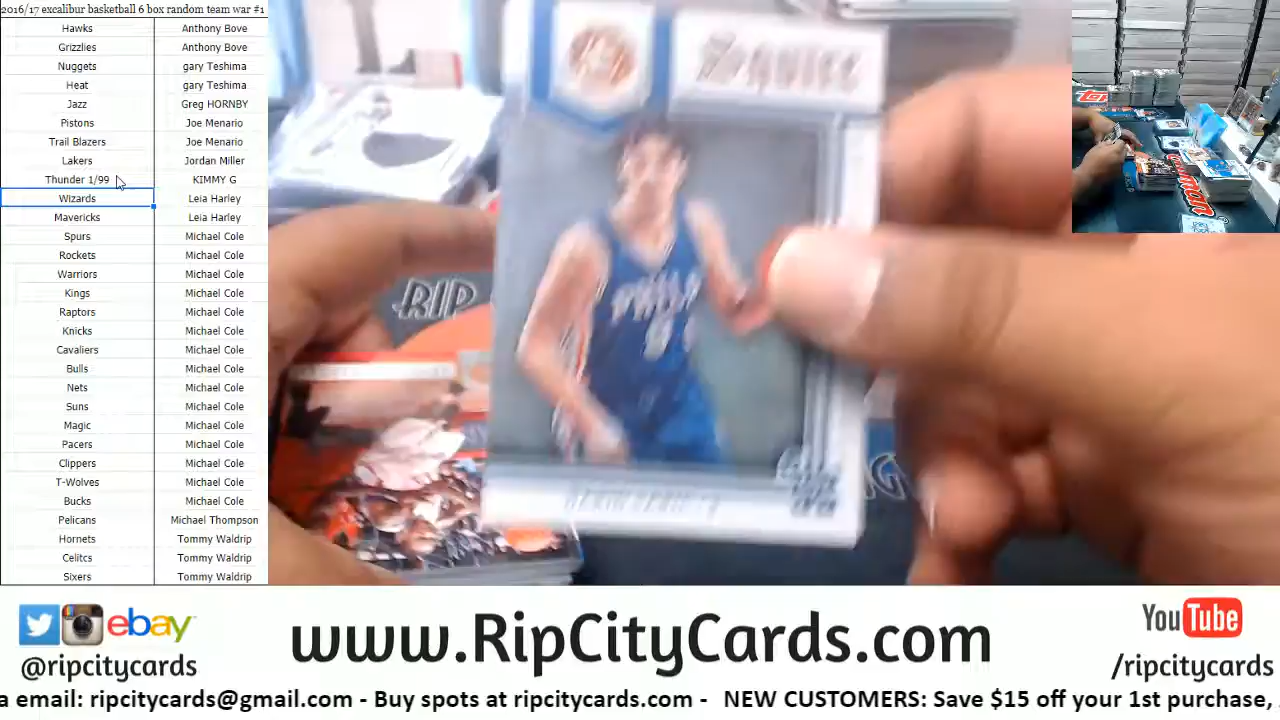 2016/17 excalibur basketball 6 box random team war #1
Hawks Anthony Bove
Grizzlies Anthony Bove
Nuggets gary Teshima
Heat gary Teshima
Jazz Greg HORNBY
Pistons Joe Menario
Trail Blazers Joe Menario
Lakers Jordan Miller
Thunder 1/99 KIMMY G
Wizards Leia Harley
Mavericks Leia Harley
Spurs Michael Cole
Rockets Michael Cole
Warriors Michael Cole
Kings Michael Cole
Raptors Michael Cole
Knicks Michael Cole
Cavaliers Michael Cole
Bulls Michael Cole
Nets Michael Cole
Suns Michael Cole
Magic Michael Cole
Pacers Michael Cole
Clippers Michael Cole
T-Wolves Michael Cole
Bucks Michael Cole
Pelicans Michael Thompson
Hornets Tommy Waldrip
Celitcs Tommy Waldrip
Sixers Tommy Waldrip
RIP
ebay
@ripcitycards
www.RipCityCards.com
YouTube
/ripcitycards
a email: ripcitycards@gmail.com - Buy spots at ripcitycards.com - NEW CUSTOMERS: Save $15 off your 1st purchase,